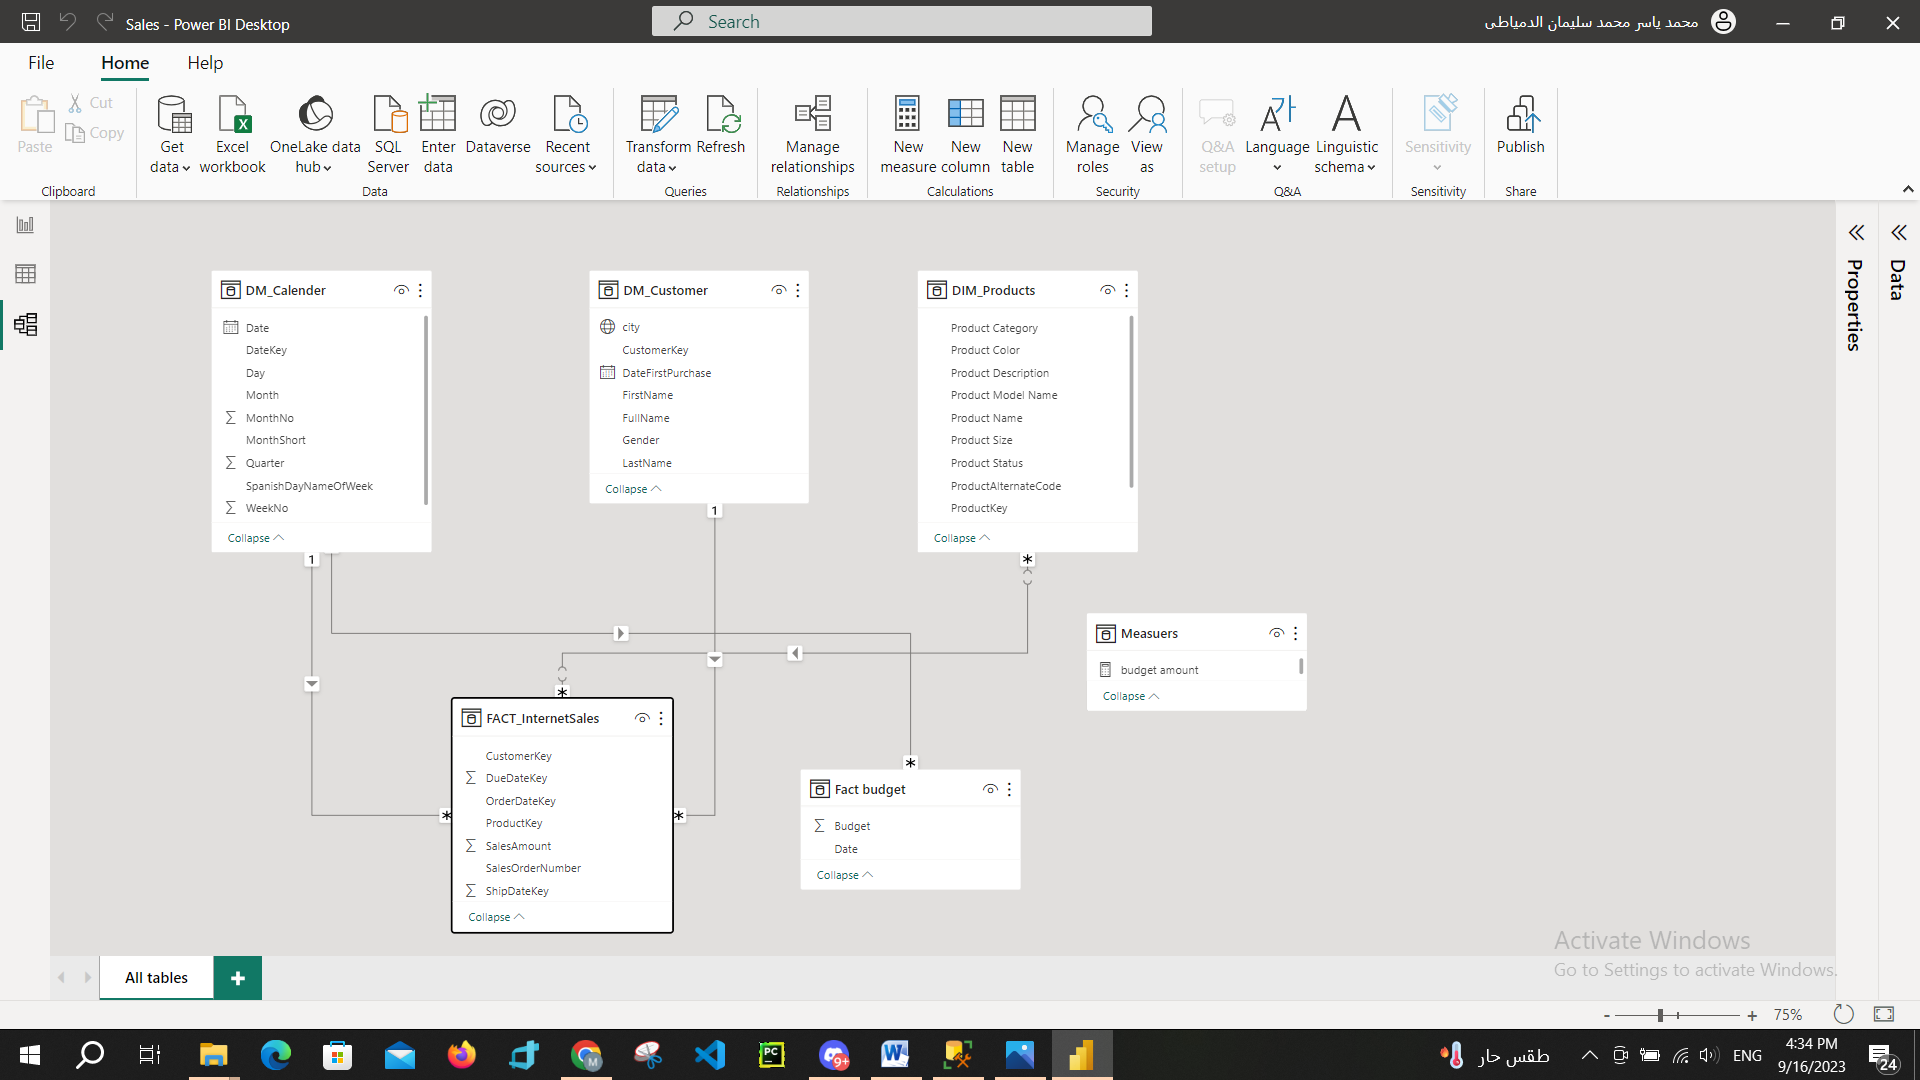 Sales - Power BI Desktop
Search
محمد ياسر محمد سليمان الدمياطى
File Home Help
Paste
Cut
Copy
Clipboard
Get data
Excel workbook
OneLake data hub
SQL Server
Enter data
Dataverse
Recent sources
Data
Transform data
Refresh
Queries
Manage relationships
Relationships
New measure
New column
New table
Calculations
Manage roles
View as
Security
Q&A setup
Language
Linguistic schema
Q&A
Sensitivity
Sensitivity
Publish
Share
DM_Calender
Date
DateKey
Day
Month
MonthNo
MonthShort
Quarter
SpanishDayNameOfWeek
WeekNo
Collapse
1
DM_Customer
city
CustomerKey
DateFirstPurchase
FirstName
FullName
Gender
LastName
Collapse
1
DIM_Products
Product Category
Product Color
Product Description
Product Model Name
Product Name
Product Size
Product Status
ProductAlternateCode
ProductKey
Collapse
*
Measuers
budget amount
Collapse
*
FACT_InternetSales
CustomerKey
DueDateKey
OrderDateKey
ProductKey
SalesAmount
SalesOrderNumber
ShipDateKey
Collapse
*
*
*
Fact budget
Budget
Date
Collapse
Properties
Data
Activate Windows
Go to Settings to activate Windows.
All tables
+
- + 75%
PC
9+
طقس حار
ENG
4:34 PM
9/16/2023
24